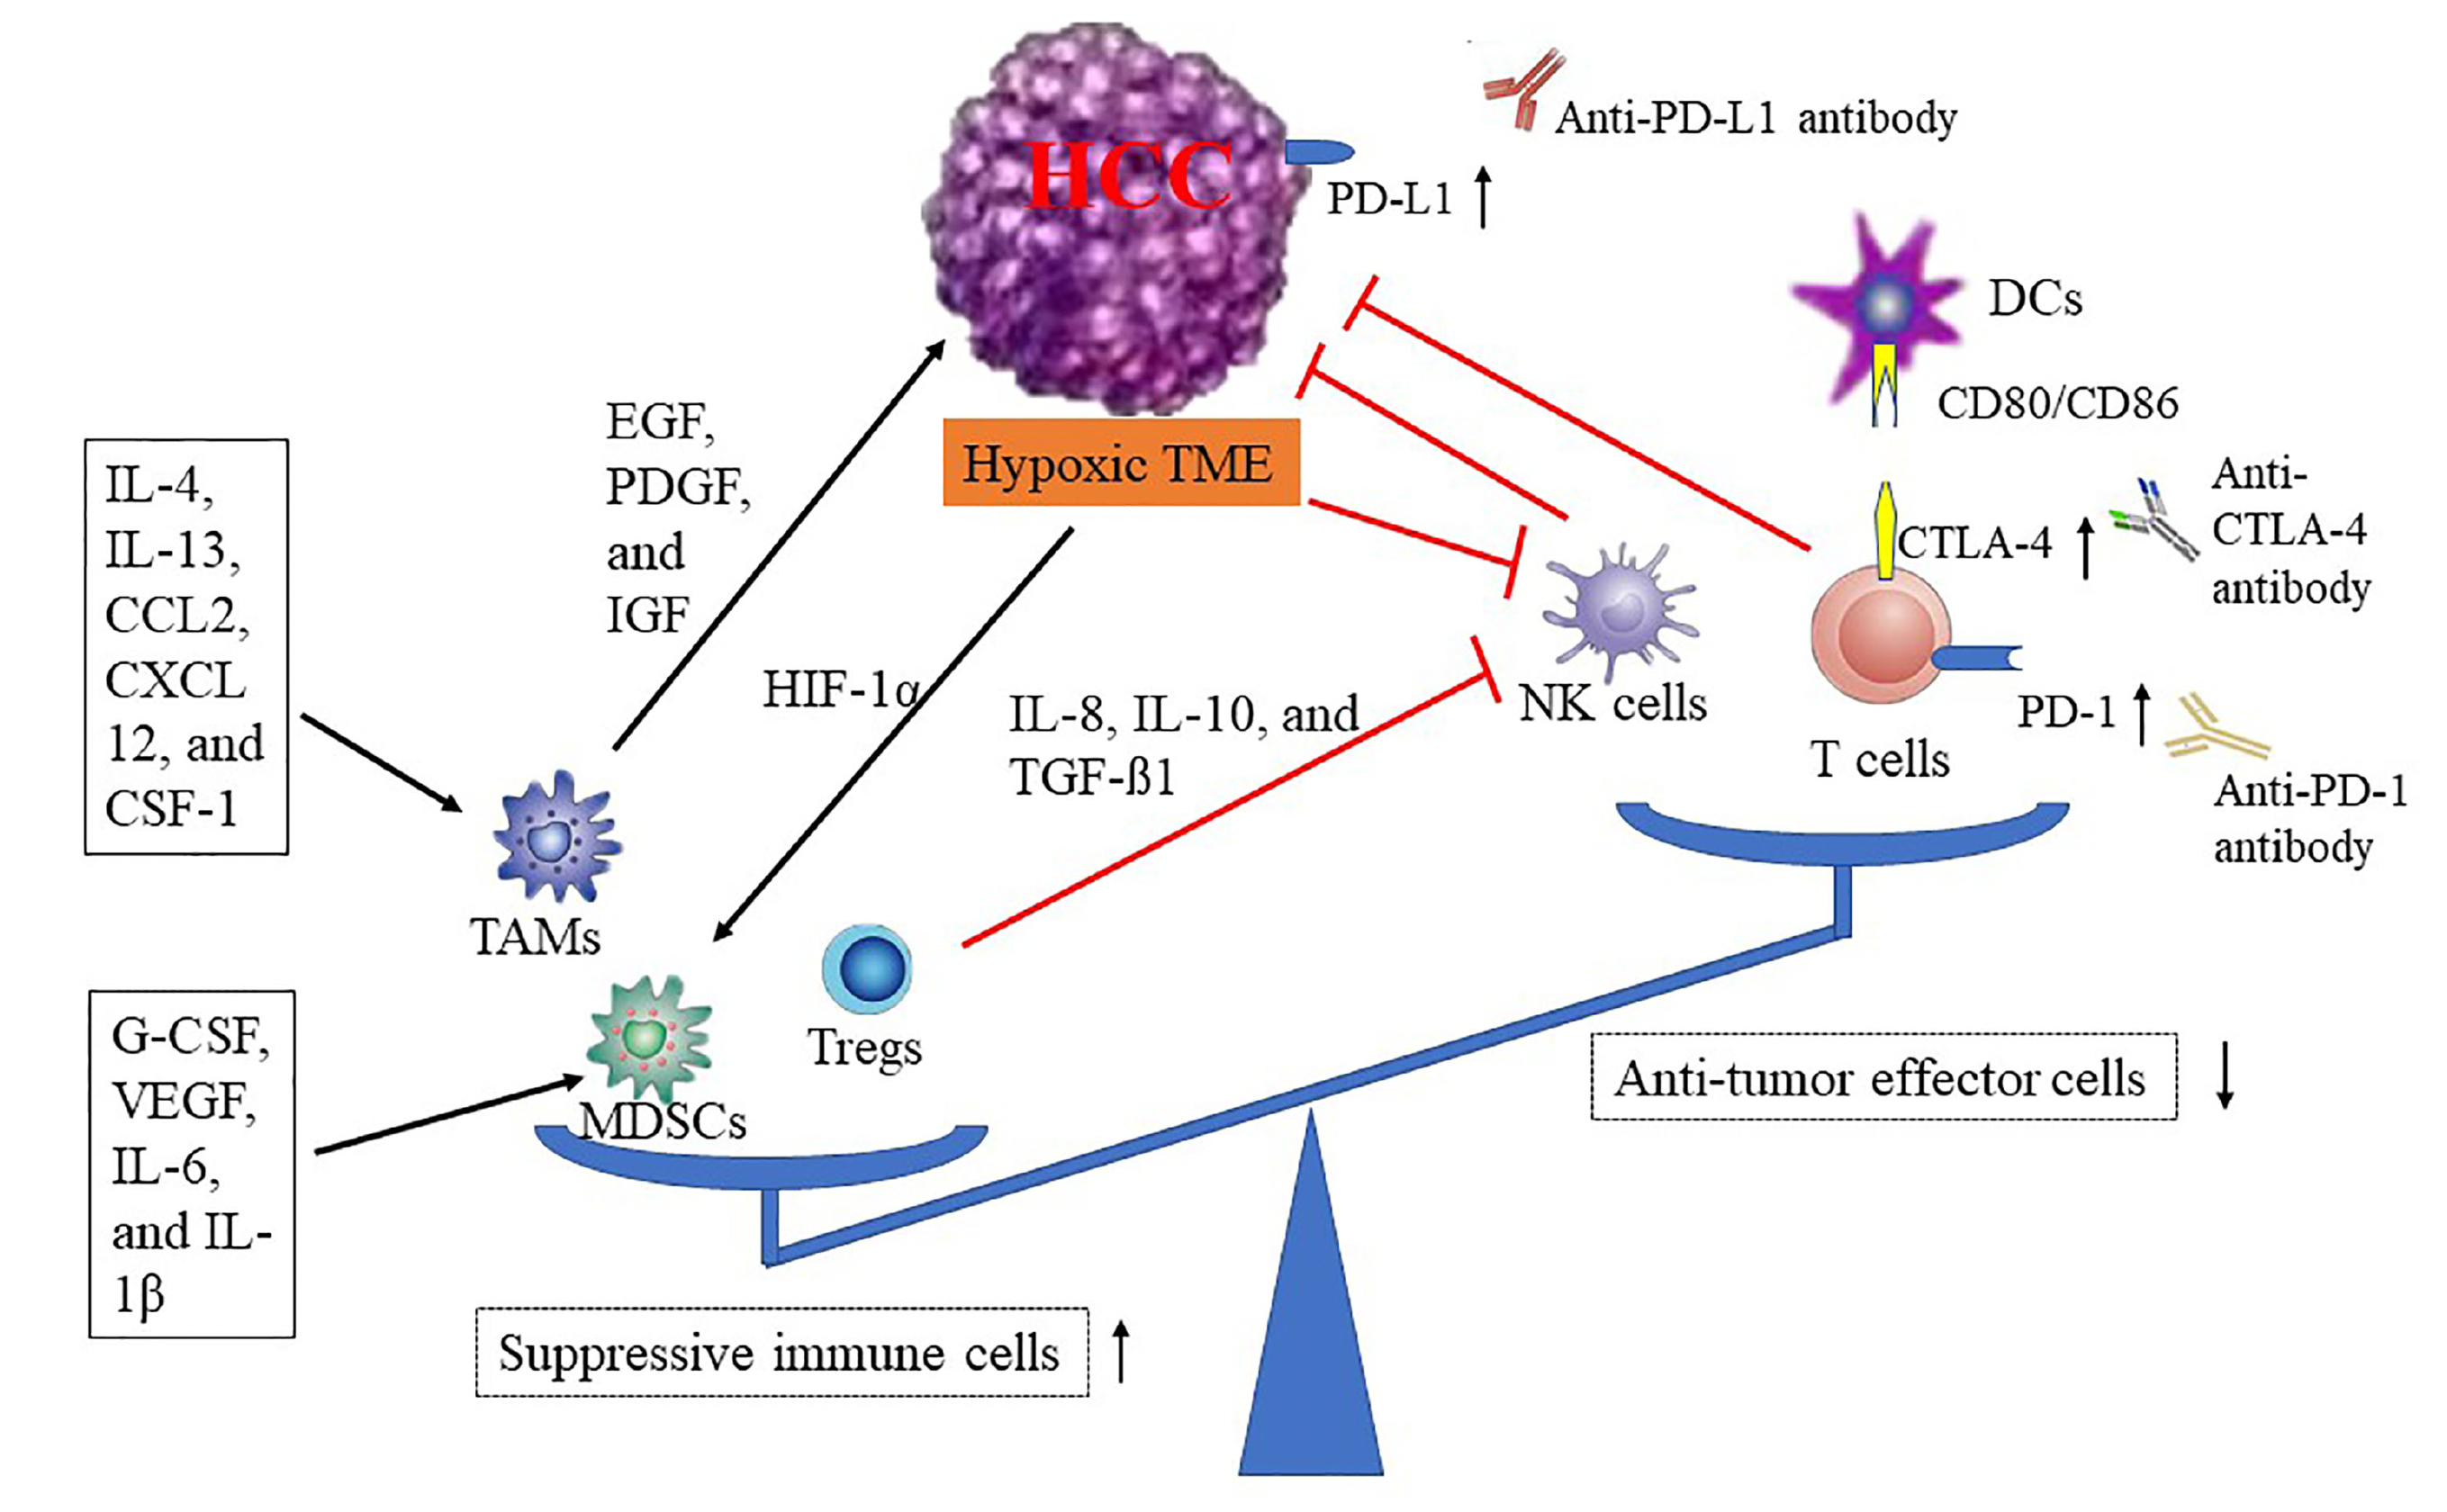 HCC
Anti-PD-L1 antibody
PD-L1 ↑
DCs
CD80/CD86
Hypoxic TME
EGF,
PDGF,
and
IGF
IL-4,
IL-13,
CCL2,
CXCL
12, and
CSF-1
Anti-
CTLA-4
antibody
CTLA-4 ↑
HIF-1α
IL-8, IL-10, and
TGF-ß1
NK cells
T cells
PD-1 ↑
Anti-PD-1
antibody
TAMs
Tregs
MDSCs
G-CSF,
VEGF,
IL-6,
and IL-
1β
Anti-tumor effector cells ↓
Suppressive immune cells ↑